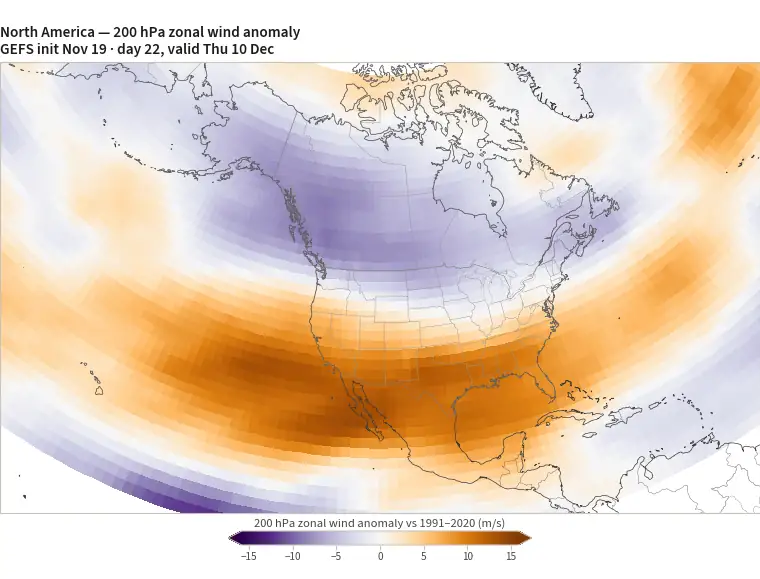 North America — 200 hPa zonal wind anomaly
GEFS init Nov 19 · day 22, valid Thu 10 Dec
200 hPa zonal wind anomaly vs 1991–2020 (m/s)
−15 −10 −5 0 5 10 15